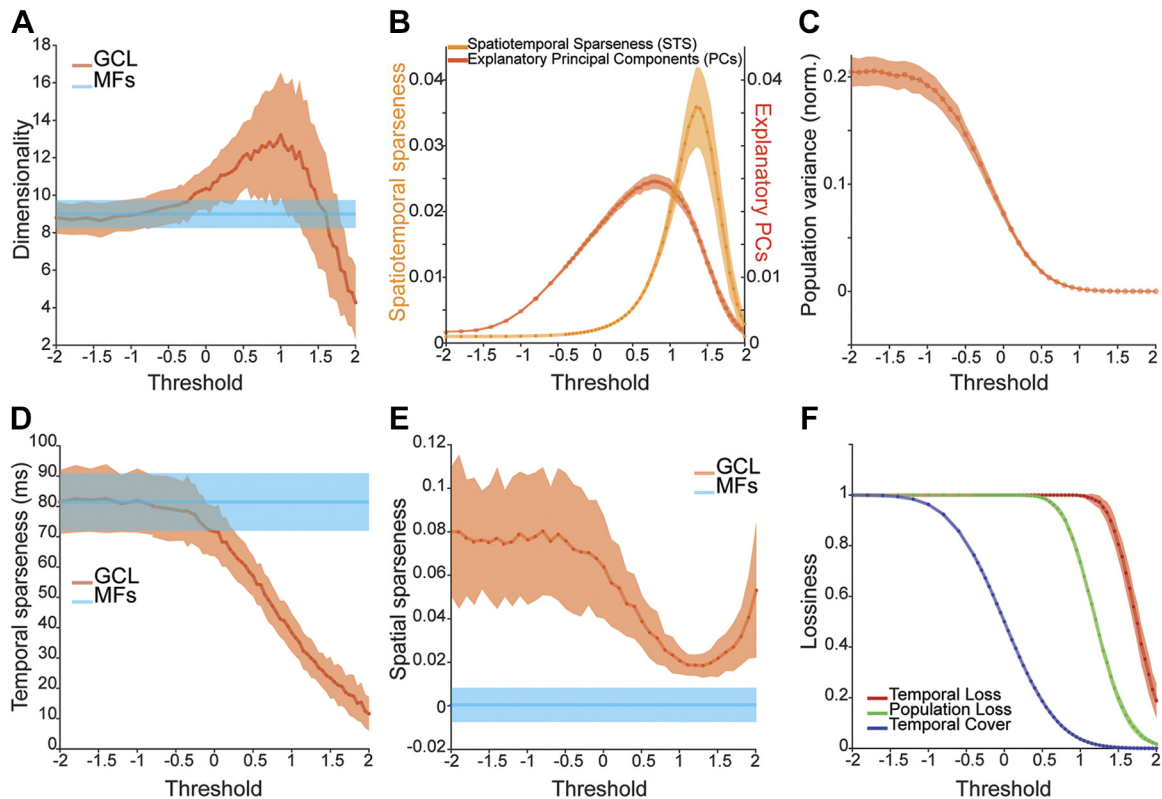 A
B
C
18
16
14
12
10
8
6
4
2
Dimensionality
GCL
MFs
-2 -1.5 -1 -0.5 0 0.5 1 1.5 2
Threshold
Spatiotemporal Sparseness (STS)
Explanatory Principal Components (PCs)
0.04
0.03
0.02
0.01
0
Spatiotemporal sparseness
0.04
0.01
0
Explanatory PCs
-2 -1.5 -1 -0.5 0 0.5 1 1.5 2
Threshold
0.2
0.1
0
Population variance (norm.)
-2 -1.5 -1 -0.5 0 0.5 1 1.5 2
Threshold
D
E
F
100
90
80
70
60
50
40
30
20
10
0
Temporal sparseness (ms)
GCL
MFs
-2 -1.5 -1 -0.5 0 0.5 1 1.5 2
Threshold
0.12
0.1
0.08
0.06
0.04
0.02
0
-0.02
Spatial sparseness
GCL
MFs
-2 -1.5 -1 -0.5 0 0.5 1 1.5 2
Threshold
1
0.8
0.6
0.4
0.2
0
Lossiness
Temporal Loss
Population Loss
Temporal Cover
-2 -1.5 -1 -0.5 0 0.5 1 1.5 2
Threshold